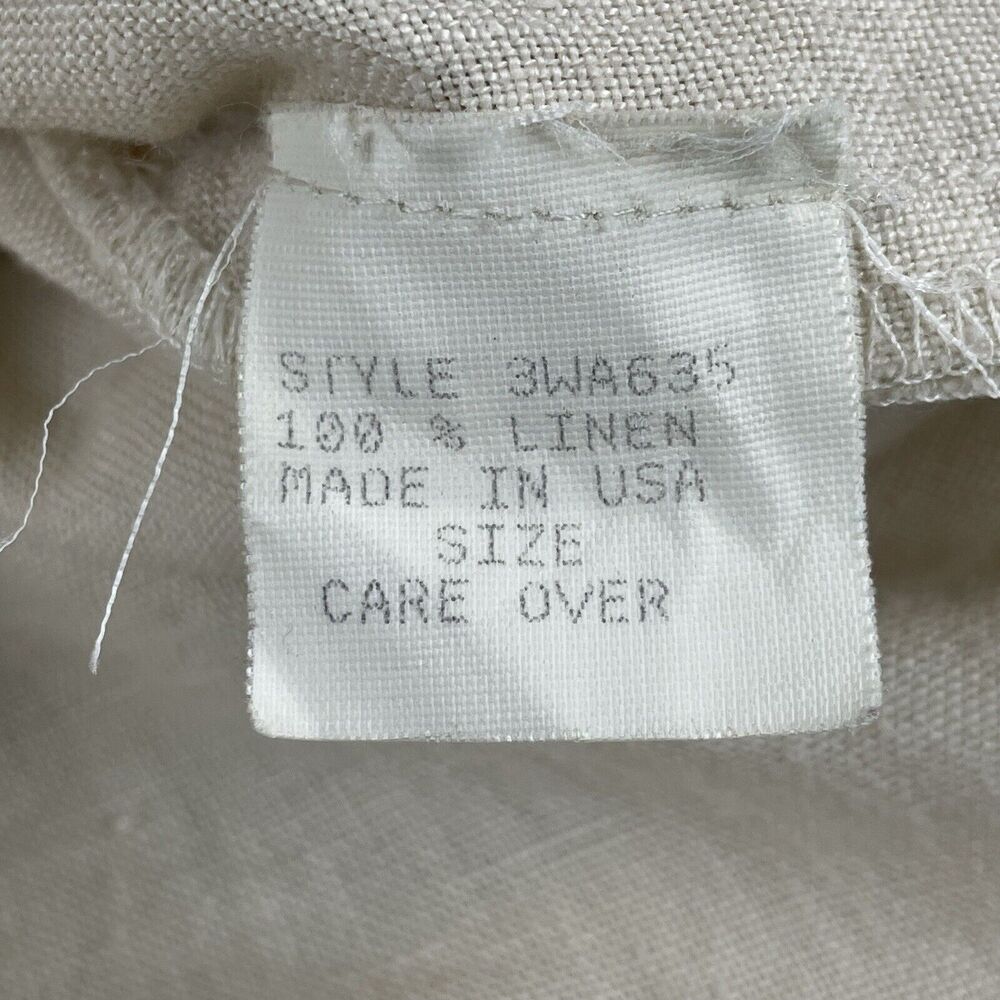 STYLE 3WA635
100 % LINEN
MADE IN USA
SIZE
CARE OVER